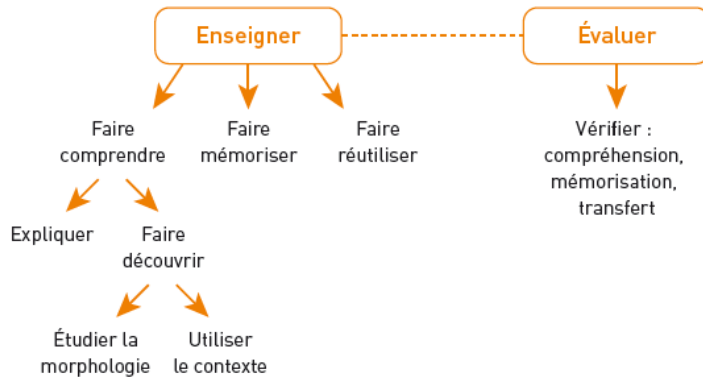 Enseigner
Évaluer
Faire
comprendre
Faire
mémoriser
Faire
réutiliser
Vérifier :
compréhension,
mémorisation,
transfert
Expliquer
Faire
découvrir
Étudier la
morphologie
Utiliser
le contexte